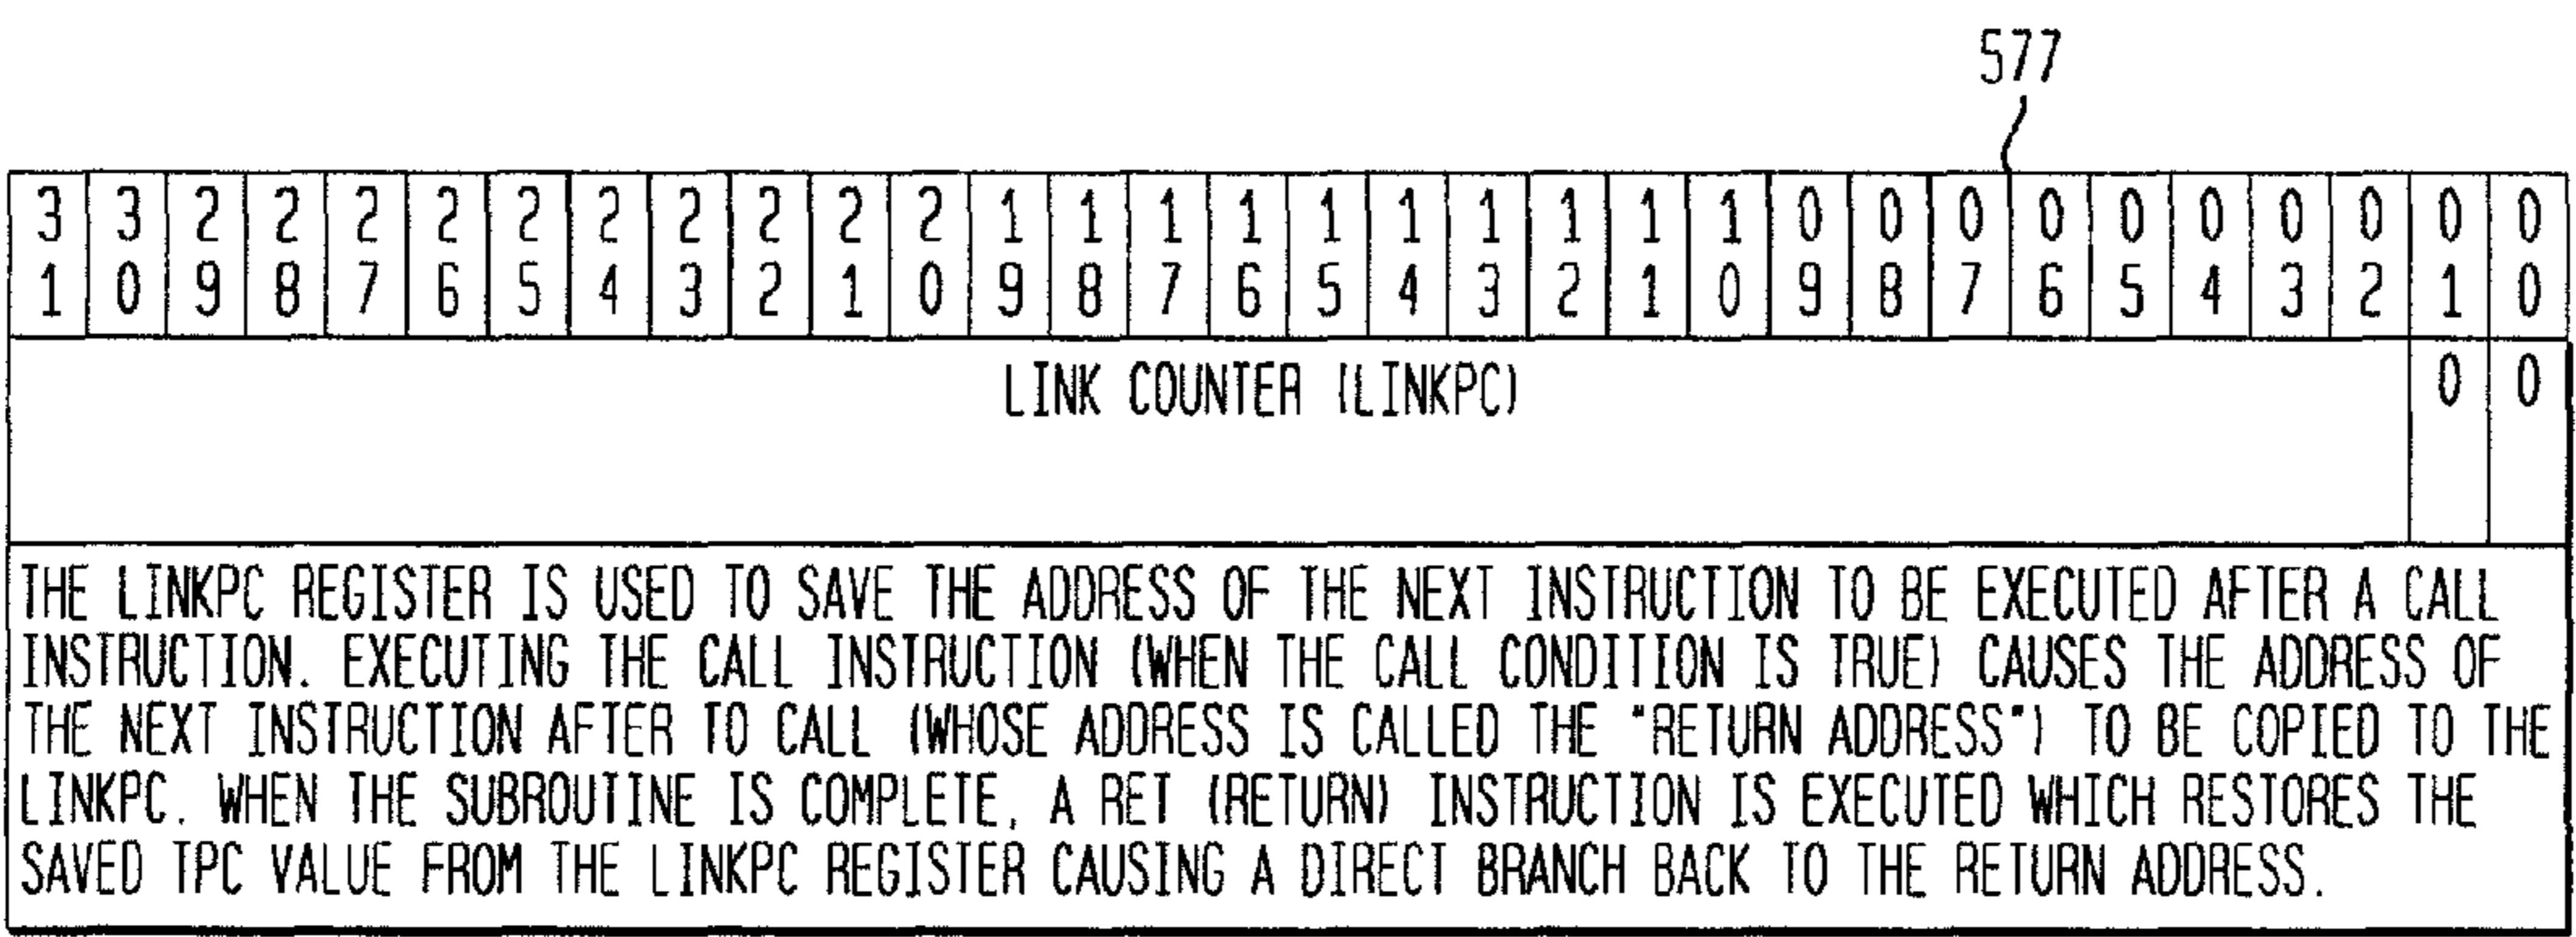 577
3 3 2 2 2 2 2 2 2 2 2 2 1 1 1 1 1 1 1 1 1 1 0 0 0 0 0 0 0 0 0 0
1 0 9 8 7 6 5 4 3 2 1 0 9 8 7 6 5 4 3 2 1 0 9 8 7 6 5 4 3 2 1 0
LINK COUNTER (LINKPC) 0 0
THE LINKPC REGISTER IS USED TO SAVE THE ADDRESS OF THE NEXT INSTRUCTION TO BE EXECUTED AFTER A CALL
INSTRUCTION. EXECUTING THE CALL INSTRUCTION (WHEN THE CALL CONDITION IS TRUE) CAUSES THE ADDRESS OF
THE NEXT INSTRUCTION AFTER TO CALL (WHOSE ADDRESS IS CALLED THE "RETURN ADDRESS") TO BE COPIED TO THE
LINKPC. WHEN THE SUBROUTINE IS COMPLETE, A RET (RETURN) INSTRUCTION IS EXECUTED WHICH RESTORES THE
SAVED TPC VALUE FROM THE LINKPC REGISTER CAUSING A DIRECT BRANCH BACK TO THE RETURN ADDRESS.